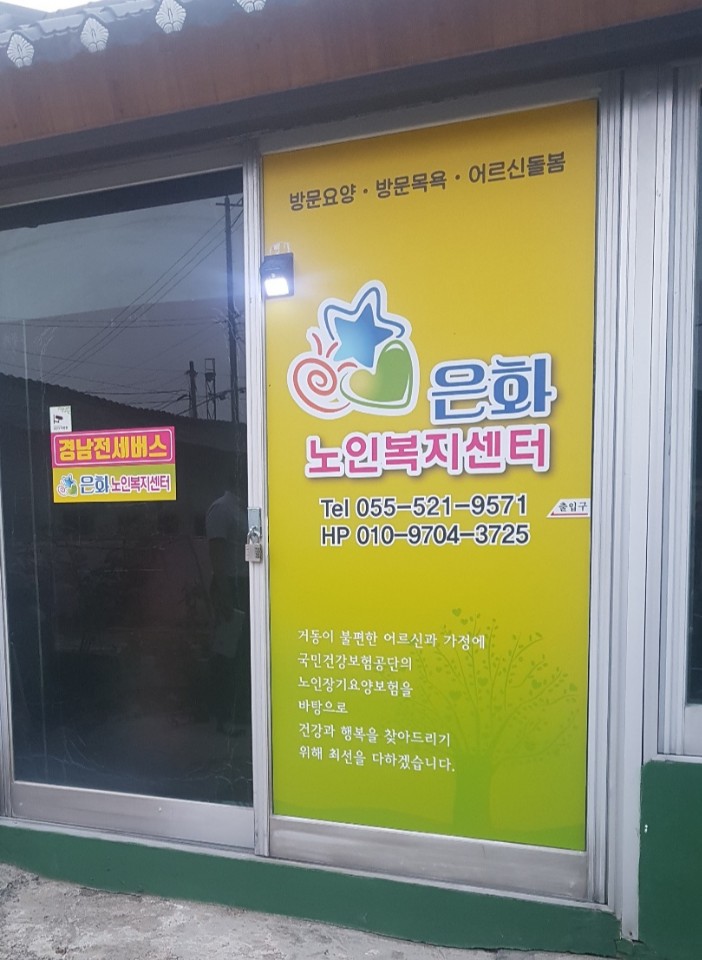 방문요양 · 방문목욕 · 어르신돌봄
은화
노인복지센터
Tel 055-521-9571
HP 010-9704-3725
출입구
경남전세버스
은화 노인복지센터
거동이 불편한 어르신과 가정에
국민건강보험공단의
노인장기요양보험을
바탕으로
건강과 행복을 찾아드리기
위해 최선을 다하겠습니다.